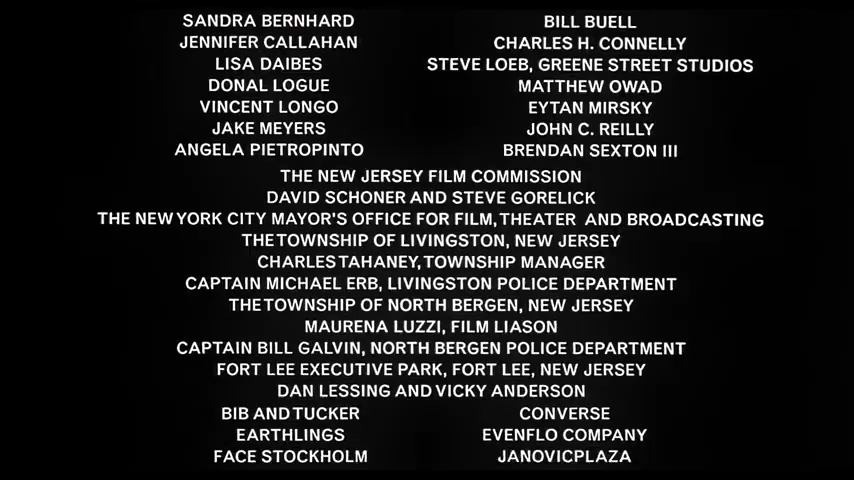 SANDRA BERNHARD BILL BUELL
JENNIFER CALLAHAN CHARLES H. CONNELLY
LISA DAIBES STEVE LOEB, GREENE STREET STUDIOS
DONAL LOGUE MATTHEW OWAD
VINCENT LONGO EYTAN MIRSKY
JAKE MEYERS JOHN C. REILLY
ANGELA PIETROPINTO BRENDAN SEXTON III
THE NEW JERSEY FILM COMMISSION
DAVID SCHONER AND STEVE GORELICK
THE NEW YORK CITY MAYOR'S OFFICE FOR FILM, THEATER AND BROADCASTING
THE TOWNSHIP OF LIVINGSTON, NEW JERSEY
CHARLES TAHANEY, TOWNSHIP MANAGER
CAPTAIN MICHAEL ERB, LIVINGSTON POLICE DEPARTMENT
THE TOWNSHIP OF NORTH BERGEN, NEW JERSEY
MAURENA LUZZI, FILM LIASON
CAPTAIN BILL GALVIN, NORTH BERGEN POLICE DEPARTMENT
FORT LEE EXECUTIVE PARK, FORT LEE, NEW JERSEY
DAN LESSING AND VICKY ANDERSON
BIB AND TUCKER CONVERSE
EARTHLINGS EVENFLO COMPANY
FACE STOCKHOLM JANOVICPLAZA